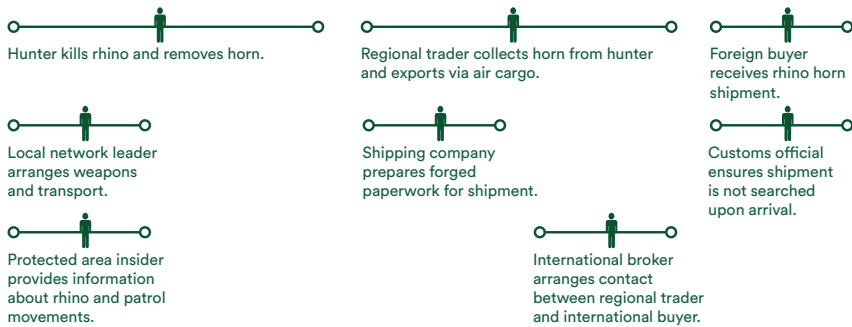 Hunter kills rhino and removes horn.
Regional trader collects horn from hunter
and exports via air cargo.
Foreign buyer
receives rhino horn
shipment.
Local network leader
arranges weapons
and transport.
Shipping company
prepares forged
paperwork for shipment.
Customs official
ensures shipment
is not searched
upon arrival.
Protected area insider
provides information
about rhino and patrol
movements.
International broker
arranges contact
between regional trader
and international buyer.